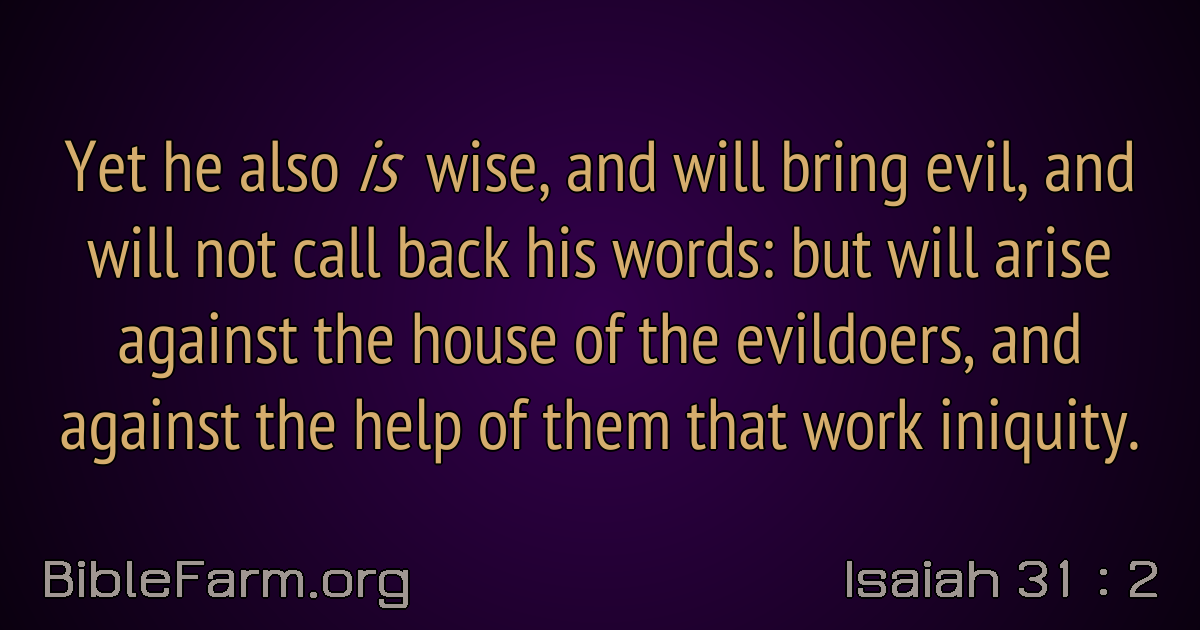 Yet he also is wise, and will bring evil, and
will not call back his words: but will arise
against the house of the evildoers, and
against the help of them that work iniquity.
BibleFarm.org
Isaiah 31 : 2